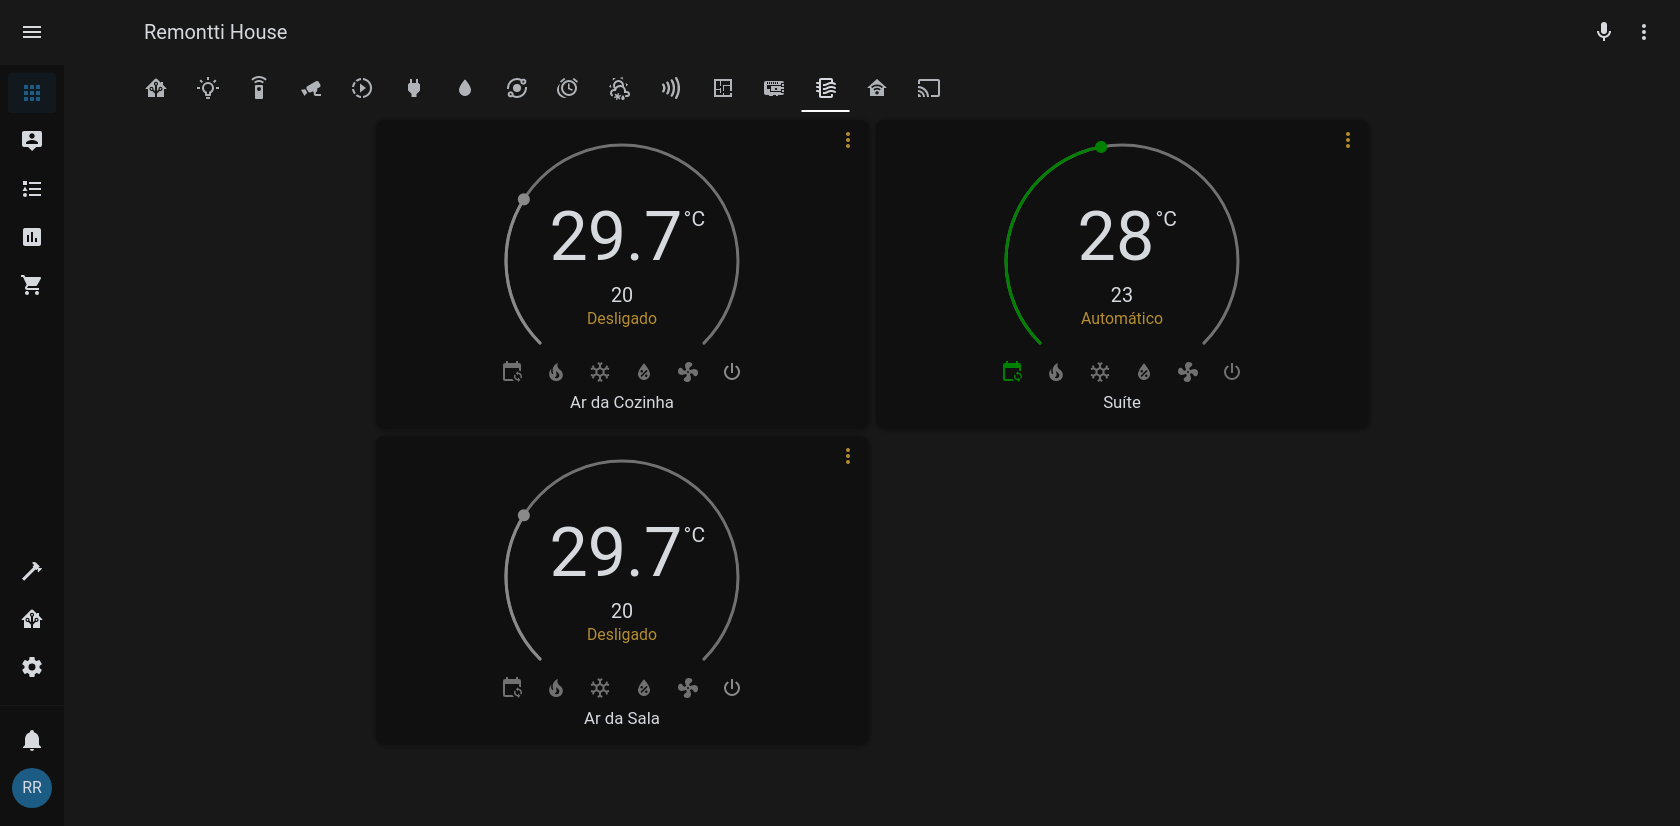 Remontti House
29.7 °C
20
Desligado
Ar da Cozinha
28 °C
23
Automático
Suíte
29.7 °C
20
Desligado
Ar da Sala
RR